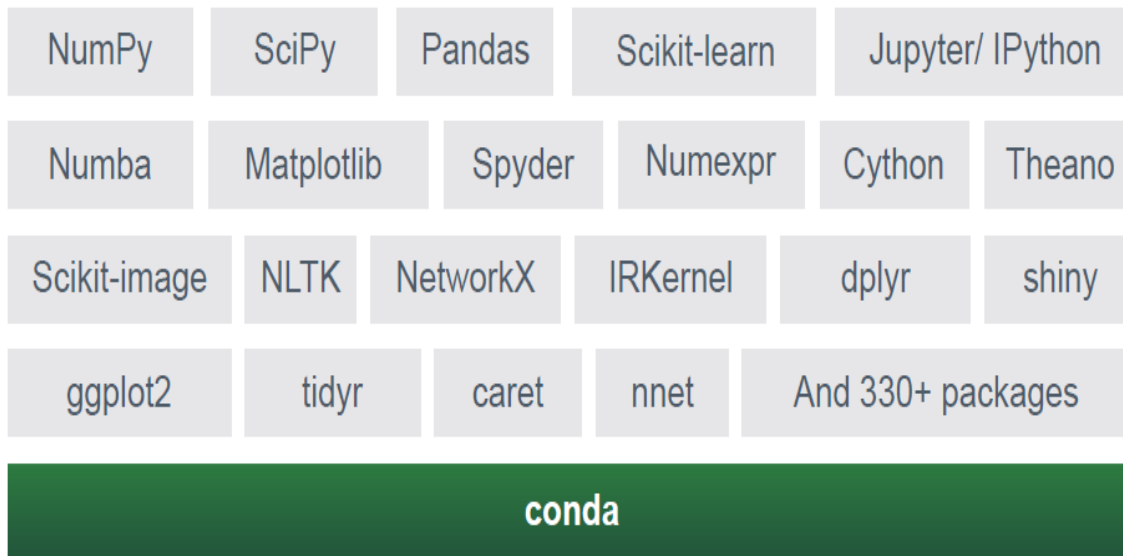 NumPy SciPy Pandas Scikit-learn Jupyter/ IPython
Numba Matplotlib Spyder Numexpr Cython Theano
Scikit-image NLTK NetworkX IRKernel dplyr shiny
ggplot2 tidyr caret nnet And 330+ packages
conda